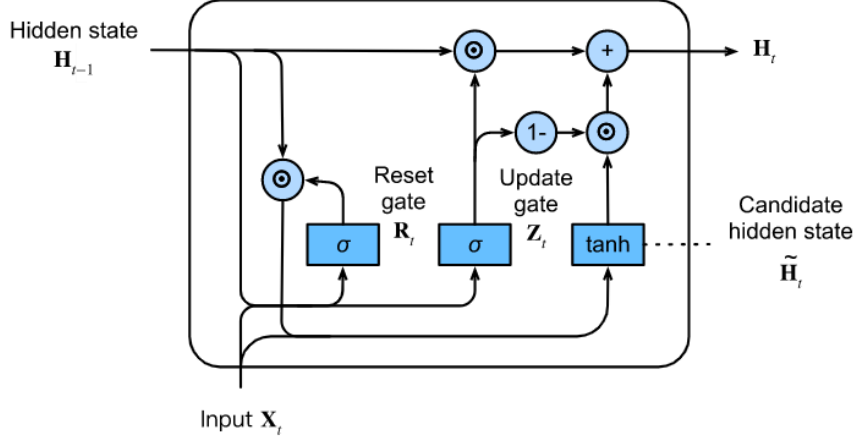 Hidden state
H_{t−1}
⊙
+
H_t
1-
⊙
⊙
Reset
gate
R_t
Update
gate
Z_t
σ
σ
tanh
Candidate
hidden state
H̃_t
Input X_t